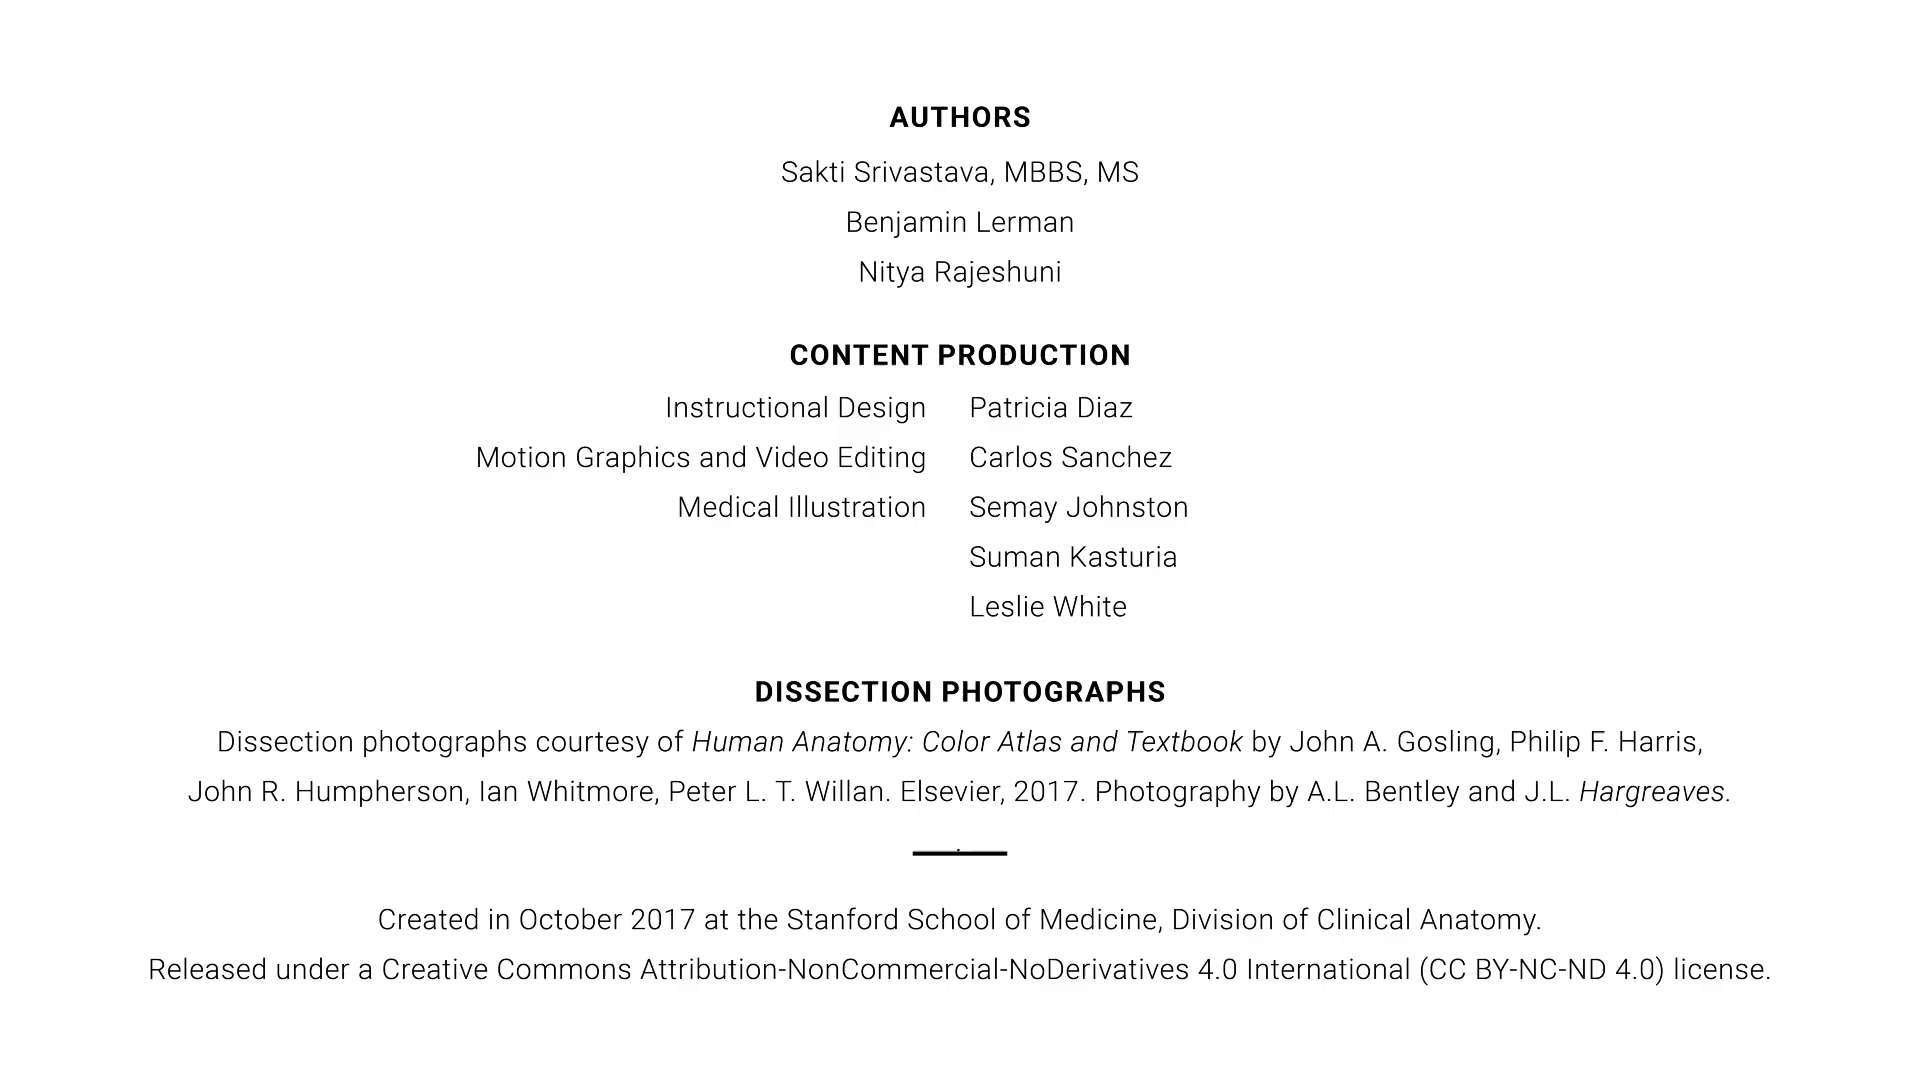 AUTHORS
Sakti Srivastava, MBBS, MS
Benjamin Lerman
Nitya Rajeshuni
CONTENT PRODUCTION
Instructional Design Patricia Diaz
Motion Graphics and Video Editing Carlos Sanchez
Medical Illustration Semay Johnston
Suman Kasturia
Leslie White
DISSECTION PHOTOGRAPHS
Dissection photographs courtesy of Human Anatomy: Color Atlas and Textbook by John A. Gosling, Philip F. Harris,
John R. Humpherson, Ian Whitmore, Peter L. T. Willan. Elsevier, 2017. Photography by A.L. Bentley and J.L. Hargreaves.
Created in October 2017 at the Stanford School of Medicine, Division of Clinical Anatomy.
Released under a Creative Commons Attribution-NonCommercial-NoDerivatives 4.0 International (CC BY-NC-ND 4.0) license.